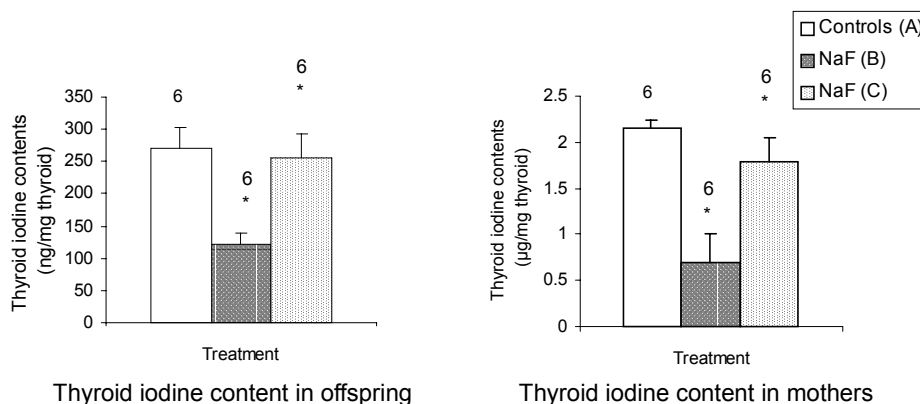 Controls (A)
NaF (B)
NaF (C)
Thyroid iodine contents
(ng/mg thyroid)
350
300
250
200
150
100
50
0
6
6
*
6
*
Treatment
Thyroid iodine content in offspring
Thyroid iodine contents
(µg/mg thyroid)
2.5
2
1.5
1
0.5
0
6
6
*
6
*
Treatment
Thyroid iodine content in mothers